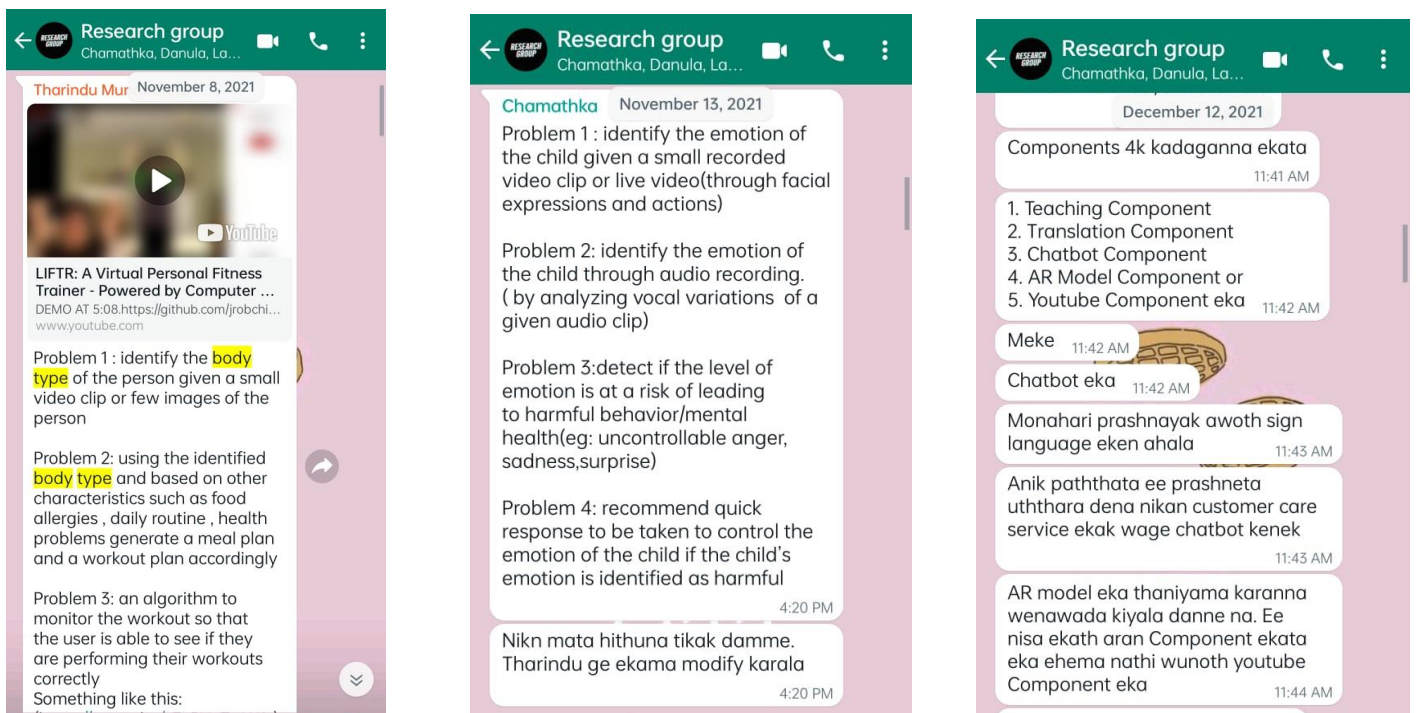 Research group
Chamathka, Danula, La...
Tharindu Mur
November 8, 2021
YouTube
LIFTR: A Virtual Personal Fitness
Trainer - Powered by Computer ...
DEMO AT 5:08.https://github.com/jrobchi...
www.youtube.com
Problem 1 : identify the body
type of the person given a small
video clip or few images of the
person
Problem 2: using the identified
body type and based on other
characteristics such as food
allergies , daily routine , health
problems generate a meal plan
and a workout plan accordingly
Problem 3: an algorithm to
monitor the workout so that
the user is able to see if they
are performing their workouts
correctly
Something like this:
RESEARCH
GROUP
Research group
Chamathka, Danula, La...
Chamathka
November 13, 2021
Problem 1 : identify the emotion of
the child given a small recorded
video clip or live video(through facial
expressions and actions)
Problem 2: identify the emotion of
the child through audio recording.
( by analyzing vocal variations of a
given audio clip)
Problem 3:detect if the level of
emotion is at a risk of leading
to harmful behavior/mental
health(eg: uncontrollable anger,
sadness,surprise)
Problem 4: recommend quick
response to be taken to control the
emotion of the child if the child's
emotion is identified as harmful
4:20 PM
Nikn mata hithuna tikak damme.
Tharindu ge ekama modify karala
4:20 PM
RESEARCH
GROUP
Research group
Chamathka, Danula, La...
December 12, 2021
Components 4k kadaganna ekata
11:41 AM
1. Teaching Component
2. Translation Component
3. Chatbot Component
4. AR Model Component or
5. Youtube Component eka 11:42 AM
Meke 11:42 AM
Chatbot eka 11:42 AM
Monahari prashnayak awoth sign
language eken ahala 11:43 AM
Anik paththata ee prashneta
uththara dena nikan customer care
service ekak wage chatbot kenek
11:43 AM
AR model eka thaniyama karanna
wenawada kiyala danne na. Ee
nisa ekath aran Component ekata
eka ehema nathi wunoth youtube
Component eka 11:44 AM